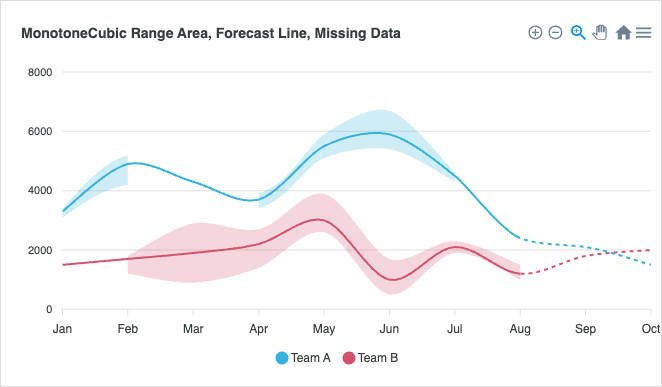 MonotoneCubic Range Area, Forecast Line, Missing Data
8000
6000
4000
2000
0
Jan Feb Mar Apr May Jun Jul Aug Sep Oct
Team A Team B